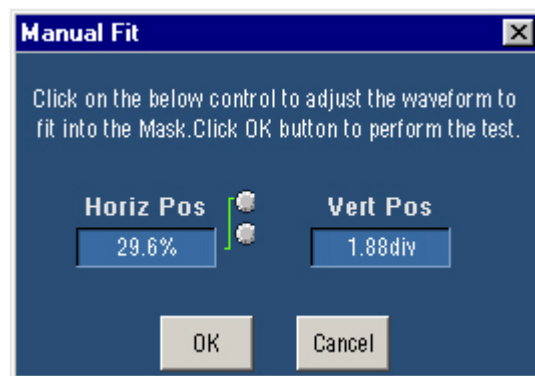 Manual Fit
Click on the below control to adjust the waveform to
fit into the Mask.Click OK button to perform the test.
Horiz Pos
29.6%
Vert Pos
1.88div
OK
Cancel